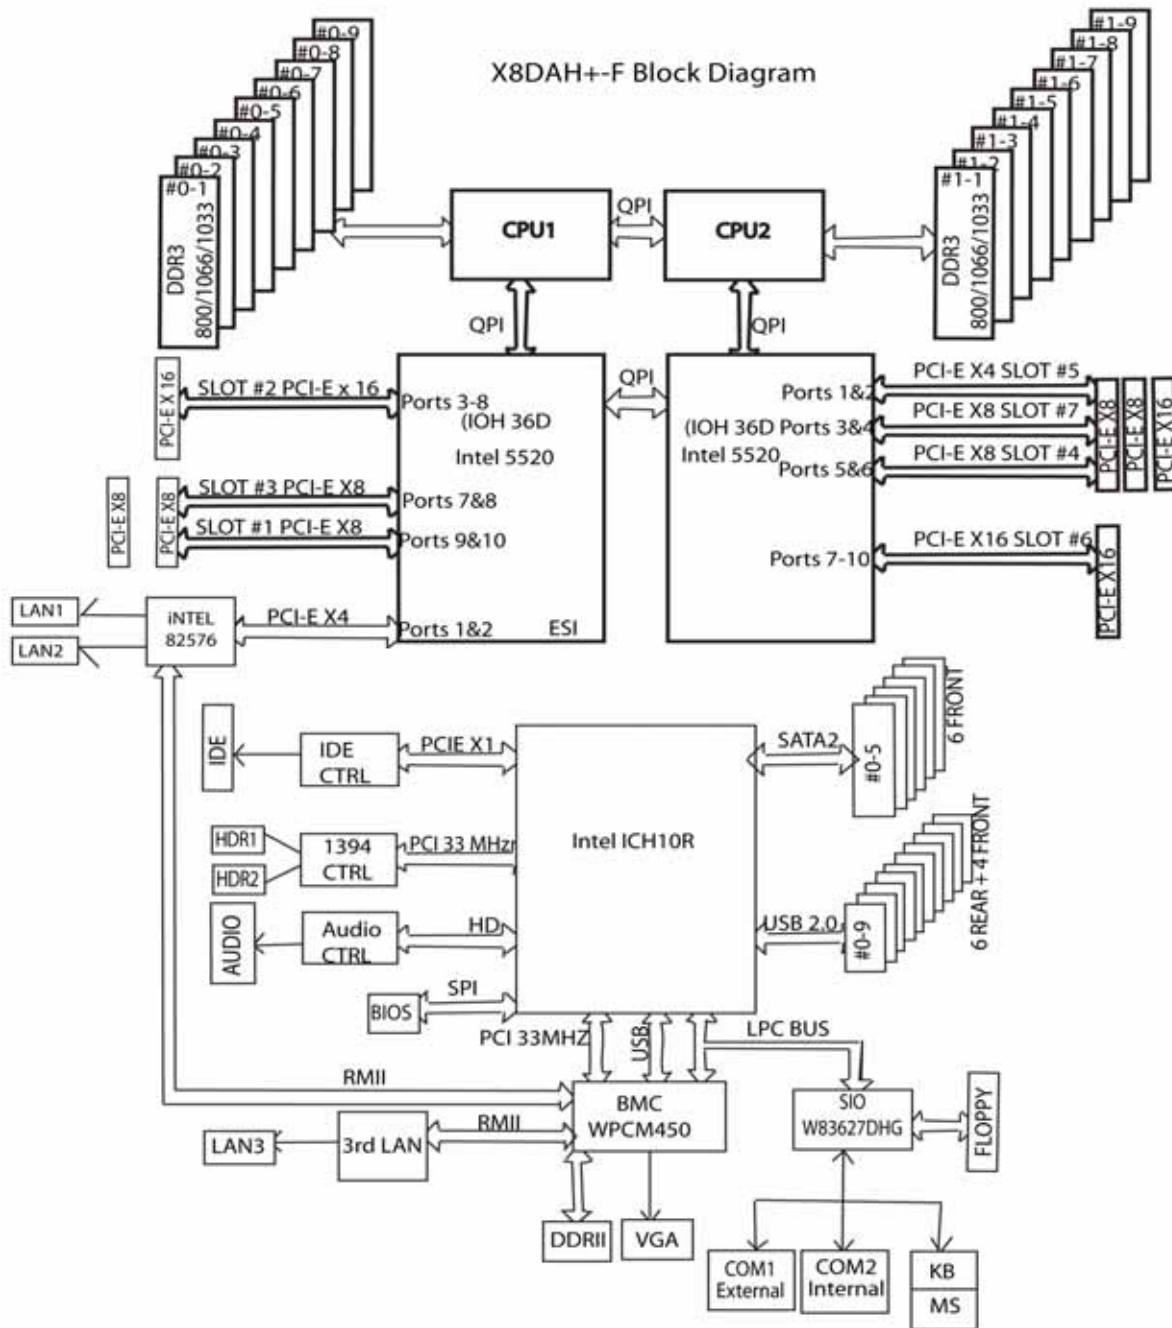 X8DAH+-F Block Diagram
#0-9
#0-8
#0-7
#0-6
#0-5
#0-4
#0-3
#0-2
#0-1
DDR3
800/1066/1033
#1-9
#1-8
#1-7
#1-6
#1-5
#1-4
#1-3
#1-2
#1-1
DDR3
800/1066/1033
CPU1
QPI
CPU2
QPI
QPI
PCI-E X 16
SLOT #2 PCI-E x 16
Ports 3-8
(IOH 36D
Intel 5520
QPI
Ports 1&2
(IOH 36D
Ports 3&4
Intel 5520
Ports 5&6
PCI-E X4 SLOT #5
PCI-E X8 SLOT #7
PCI-E X8 SLOT #4
PCI-E X8
PCI-E X8
PCI-E X16
PCI-E X8
PCI-E X8
SLOT #3 PCI-E X8
Ports 7&8
SLOT #1 PCI-E X8
Ports 9&10
Ports 7-10
PCI-E X16 SLOT #6
PCI-E X16
LAN1
LAN2
iNTEL
82576
PCI-E X4
Ports 1&2
ESI
IDE
IDE
CTRL
PCIE X1
SATA2
#0-5
6 FRONT
HDR1
HDR2
1394
CTRL
PCI 33 MHz
Intel ICH10R
AUDIO
Audio
CTRL
HD
USB 2.0
#0-9
6 REAR + 4 FRONT
BIOS
SPI
PCI 33MHZ
USB
LPC BUS
RMII
BMC
WPCM450
SIO
W83627DHG
FLOPPY
LAN3
3rd LAN
RMII
DDRII
VGA
COM1
External
COM2
Internal
KB
MS